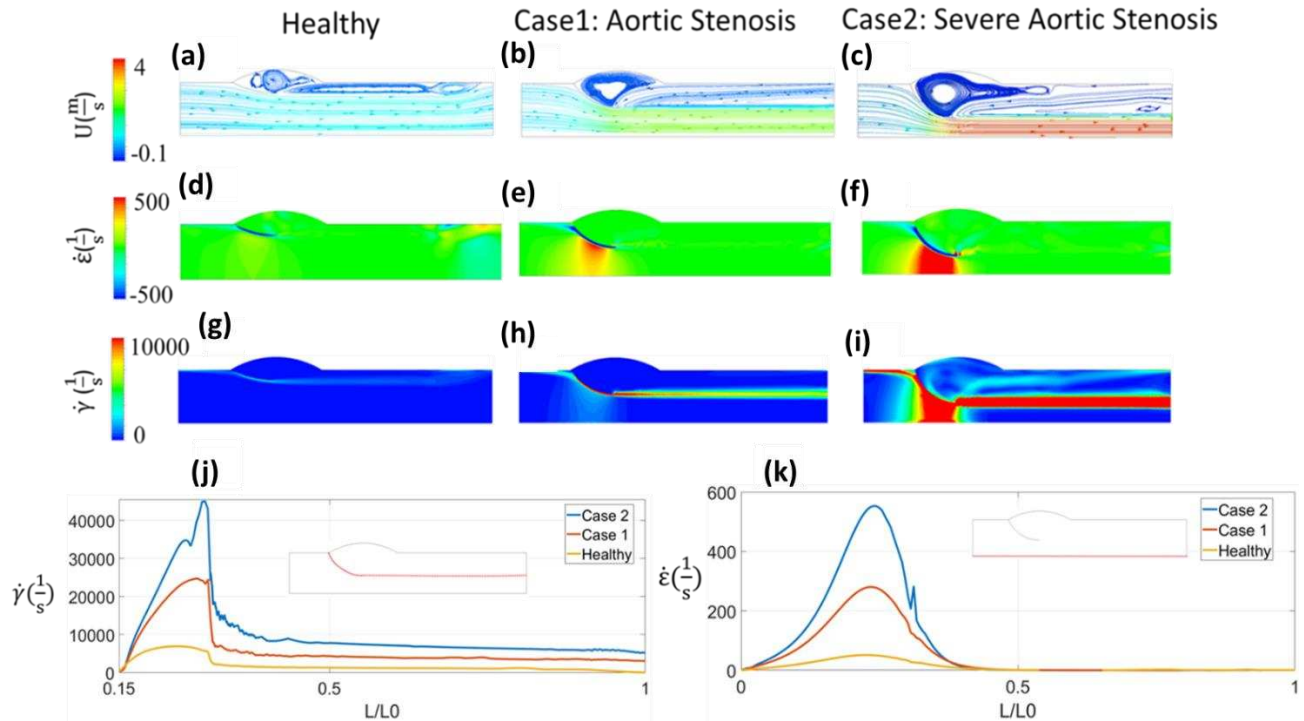 Healthy
Case1: Aortic Stenosis
Case2: Severe Aortic Stenosis
(a)
(b)
(c)
4
U(m/s)
-0.1
(d)
(e)
(f)
500
ε̇(1/s)
-500
(g)
(h)
(i)
10000
γ̇(1/s)
0
(j)
40000
30000
20000
10000
0
γ̇(1/s)
Case 2
Case 1
Healthy
0.15
0.5
1
L/L0
(k)
600
400
200
0
ε̇(1/s)
Case 2
Case 1
Healthy
0
0.5
1
L/L0